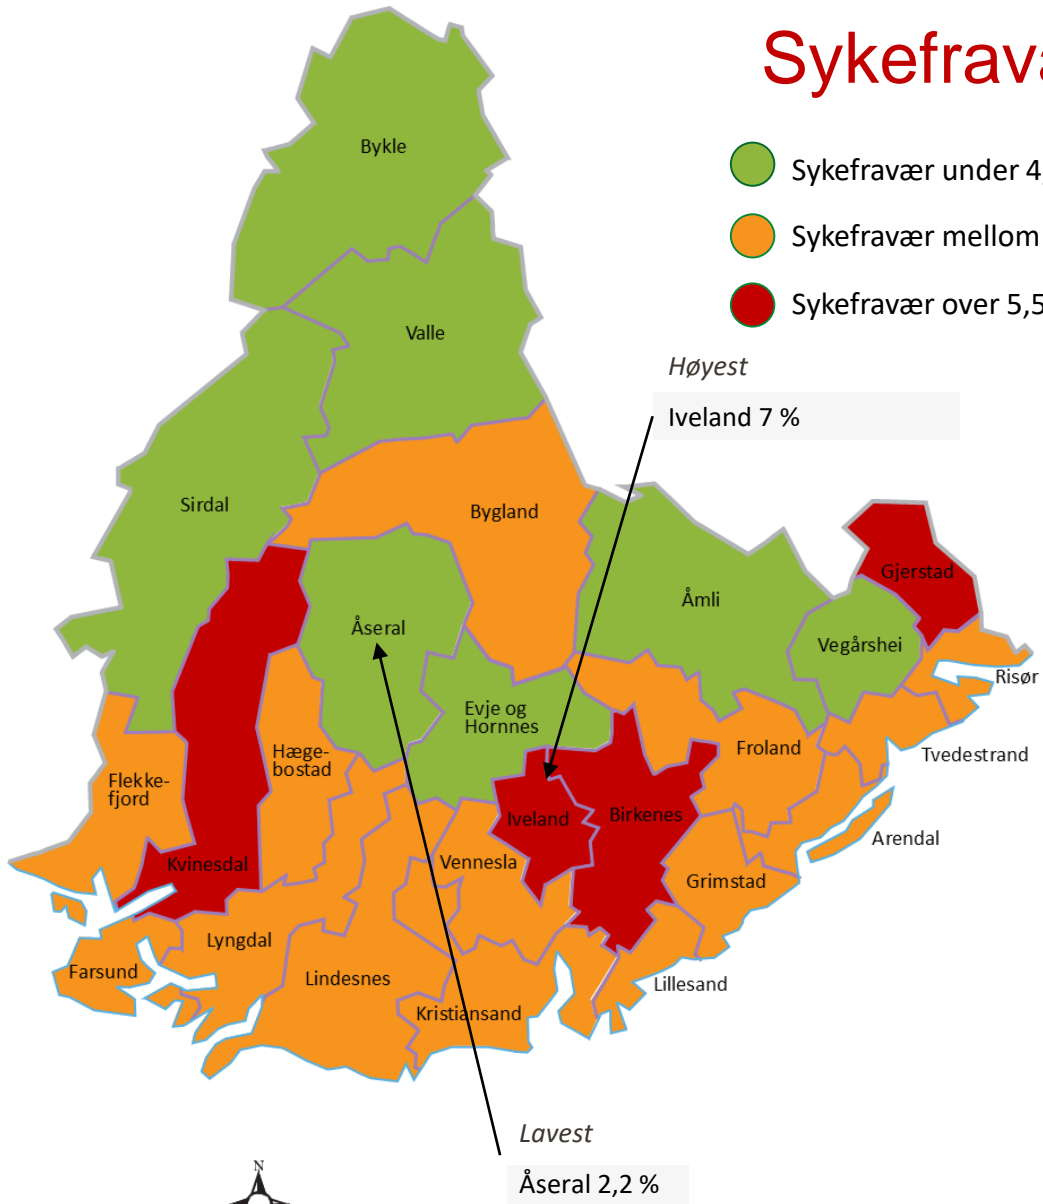 Sykefrava
Sykefravær under 4,
Sykefravær mellom
Sykefravær over 5,5
Høyest
Iveland 7 %
Bykle
Valle
Sirdal
Bygland
Gjerstad
Åmli
Åseral
Vegårshei
Risør
Evje og
Hornnes
Froland
Tvedestrand
Hæge-
bostad
Flekke-
fjord
Iveland
Birkenes
Arendal
Kvinesdal
Vennesla
Grimstad
Lyngdal
Farsund
Lindesnes
Lillesand
Kristiansand
Lavest
Åseral 2,2 %
N